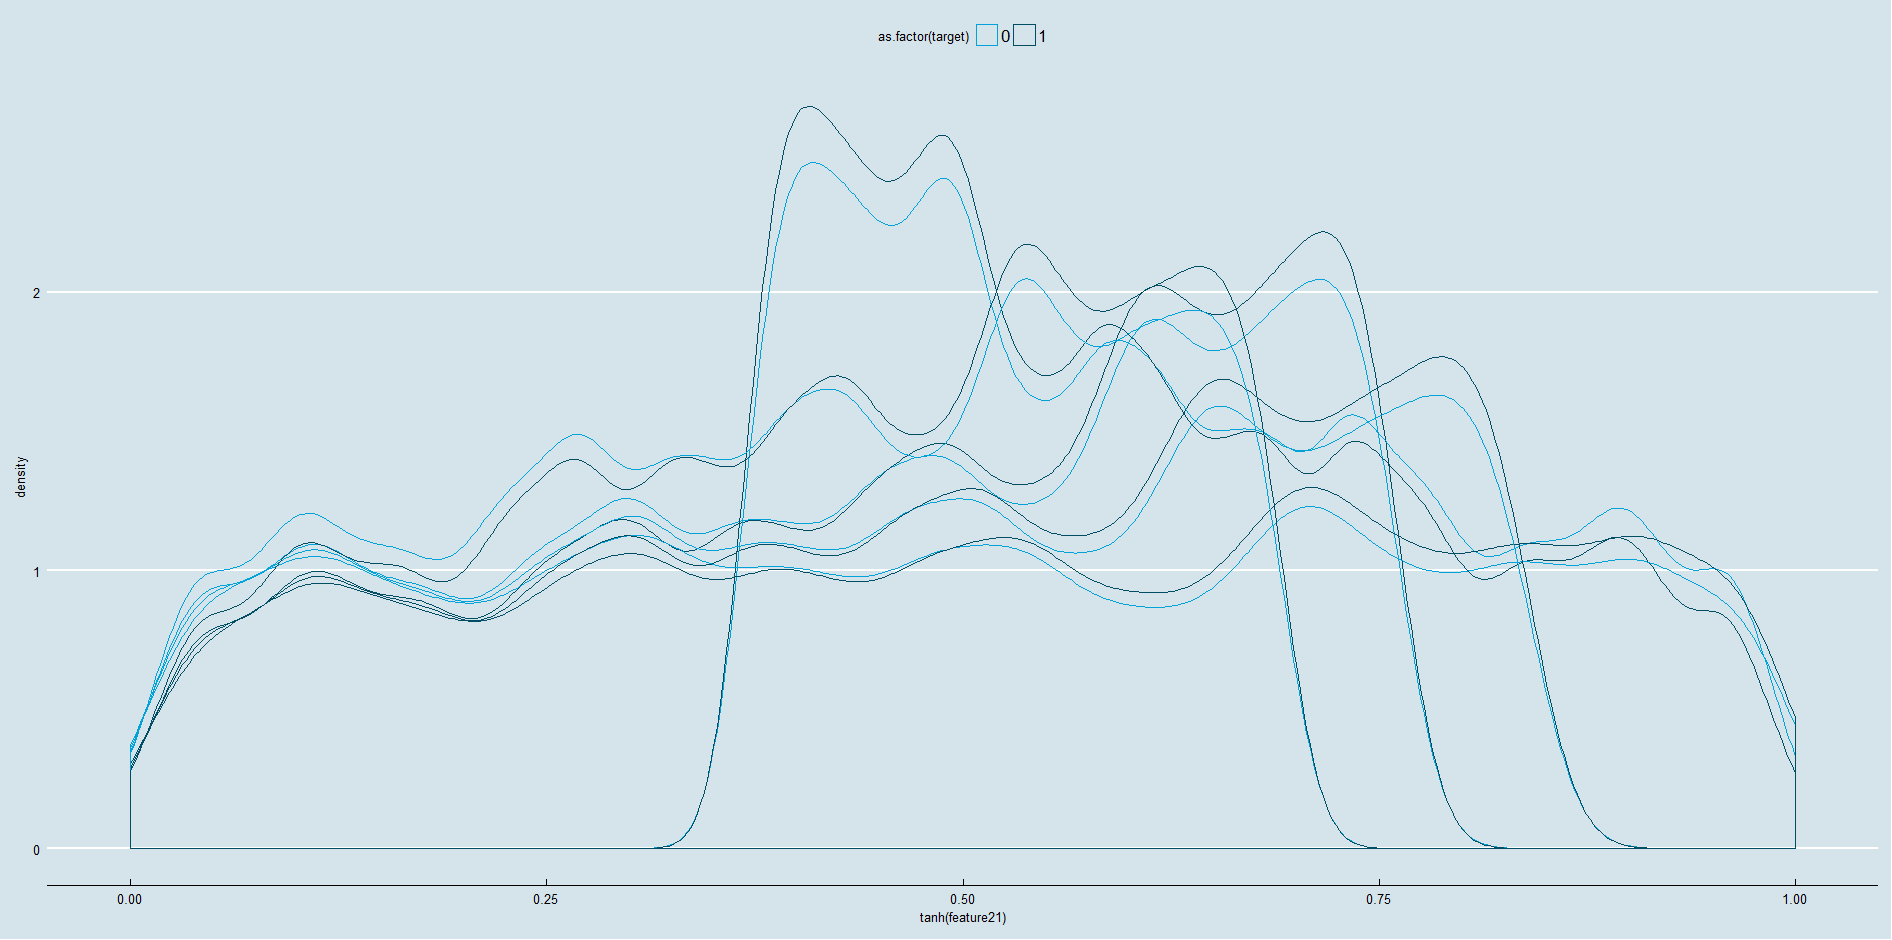 as.factor(target) 0 1
2
1
0
density
0.00 0.25 0.50 0.75 1.00
tanh(feature21)